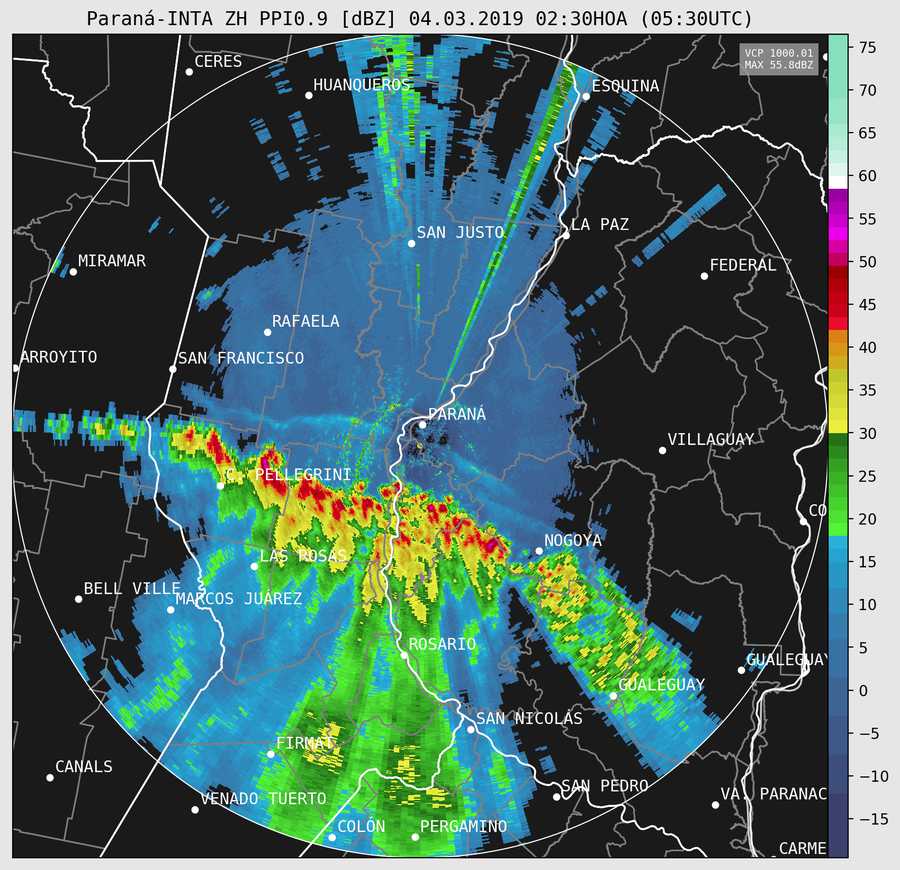 Paraná-INTA ZH PPI0.9 [dBZ] 04.03.2019 02:30HOA (05:30UTC)
VCP 1000.01
MAX 55.8dBZ
CERES
HUANQUEROS
ESQUINA
SAN JUSTO
LA PAZ
MIRAMAR
FEDERAL
RAFAELA
ARROYITO
SAN FRANCISCO
PARANÁ
VILLAGUAY
C. PELLEGRINI
CO
NOGOYA
LAS ROSAS
BELL VILLE
MARCOS JUÁREZ
ROSARIO
GUALEGUAY
GUALEGUAY
SAN NICOLÁS
FIRMAT
CANALS
SAN PEDRO
VENADO TUERTO
VA. PARANAC
COLÓN
PERGAMINO
CARME
75
70
65
60
55
50
45
40
35
30
25
20
15
10
5
0
−5
−10
−15